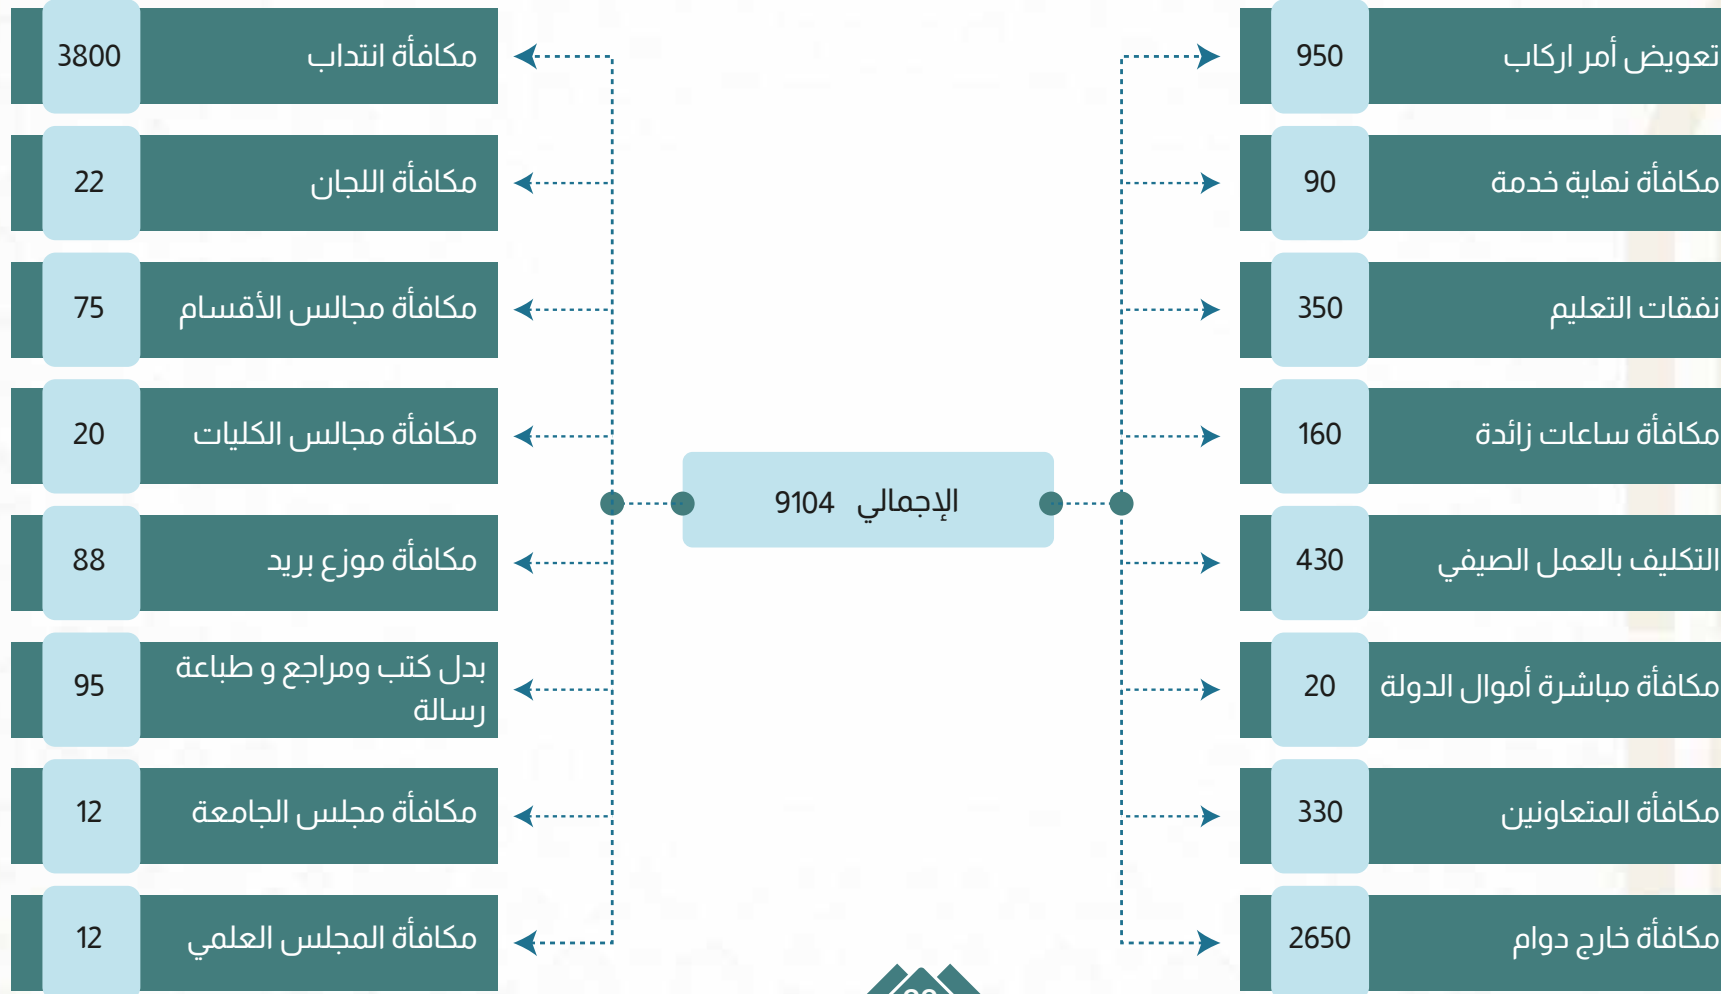 تعويض أمر اركاب 950
مكافأة نهاية خدمة 90
نفقات التعليم 350
مكافأة ساعات زائدة 160
التكليف بالعمل الصيفي 430
مكافأة مباشرة أموال الدولة 20
مكافأة المتعاونين 330
مكافأة خارج دوام 2650
الإجمالي 9104
مكافأة انتداب 3800
مكافأة اللجان 22
مكافأة مجالس الأقسام 75
مكافأة مجالس الكليات 20
مكافأة موزع بريد 88
بدل كتب ومراجع و طباعة
رسالة 95
مكافأة مجلس الجامعة 12
مكافأة المجلس العلمي 12